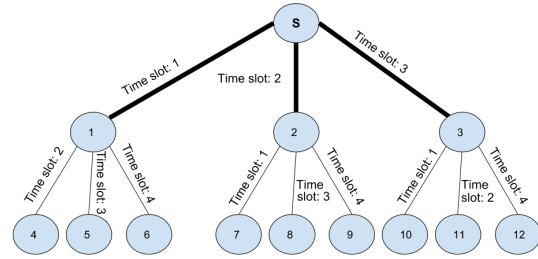 S
Time slot: 1
Time slot: 2
Time slot: 3
1
2
3
Time slot: 2
Time slot: 3
Time slot: 4
Time slot: 1
Time
slot: 3
Time slot: 4
Time slot: 1
Time
slot: 2
Time slot: 4
4
5
6
7
8
9
10
11
12